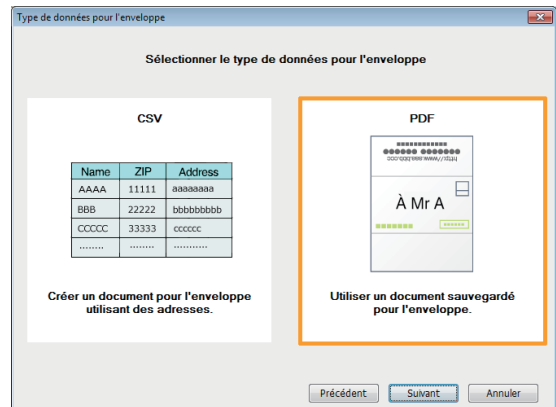 Type de données pour l'enveloppe
Sélectionner le type de données pour l'enveloppe
CSV
Name ZIP Address
AAAA 11111 aaaaaaaa
BBB 22222 bbbbbbbbb
CCCCC 33333 cccccc
........ ........ ...........
Créer un document pour l'enveloppe
utilisant des adresses.
PDF
À Mr A
Utiliser un document sauvegardé
pour l'enveloppe.
Précédent Suivant Annuler